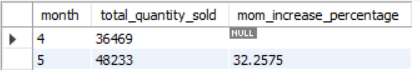 month total_quantity_sold mom_increase_percentage
4 36469 NULL
5 48233 32.2575